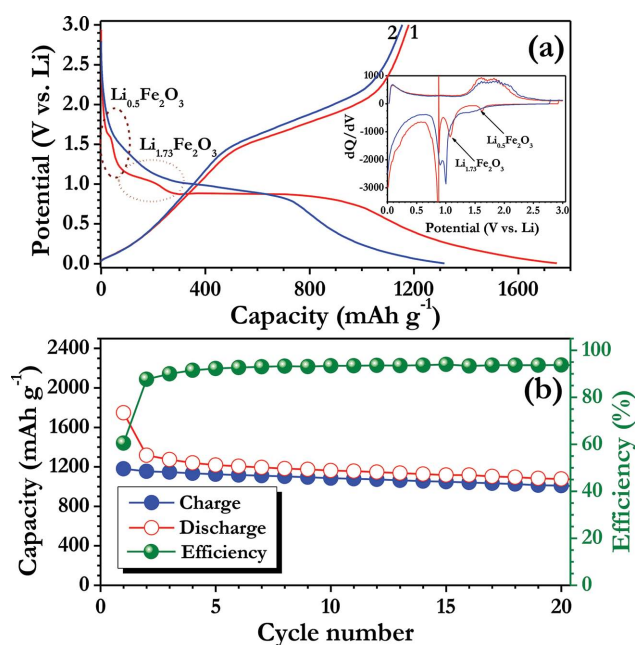 (a)
2 1
3.0
2.5
2.0
1.5
1.0
0.5
0.0
Potential (V vs. Li)
Li0.5Fe2O3
Li1.73Fe2O3
0 400 800 1200 1600
Capacity (mAh g-1)
1000
0
-1000
-2000
-3000
dQ/dV
Li0.5Fe2O3
Li1.73Fe2O3
0.0 0.5 1.0 1.5 2.0 2.5 3.0
Potential (V vs. Li)
(b)
2400
2000
1600
1200
800
400
0
Capacity (mAh g-1)
Charge
Discharge
Efficiency
100
80
60
40
20
0
Efficiency (%)
0 5 10 15 20
Cycle number